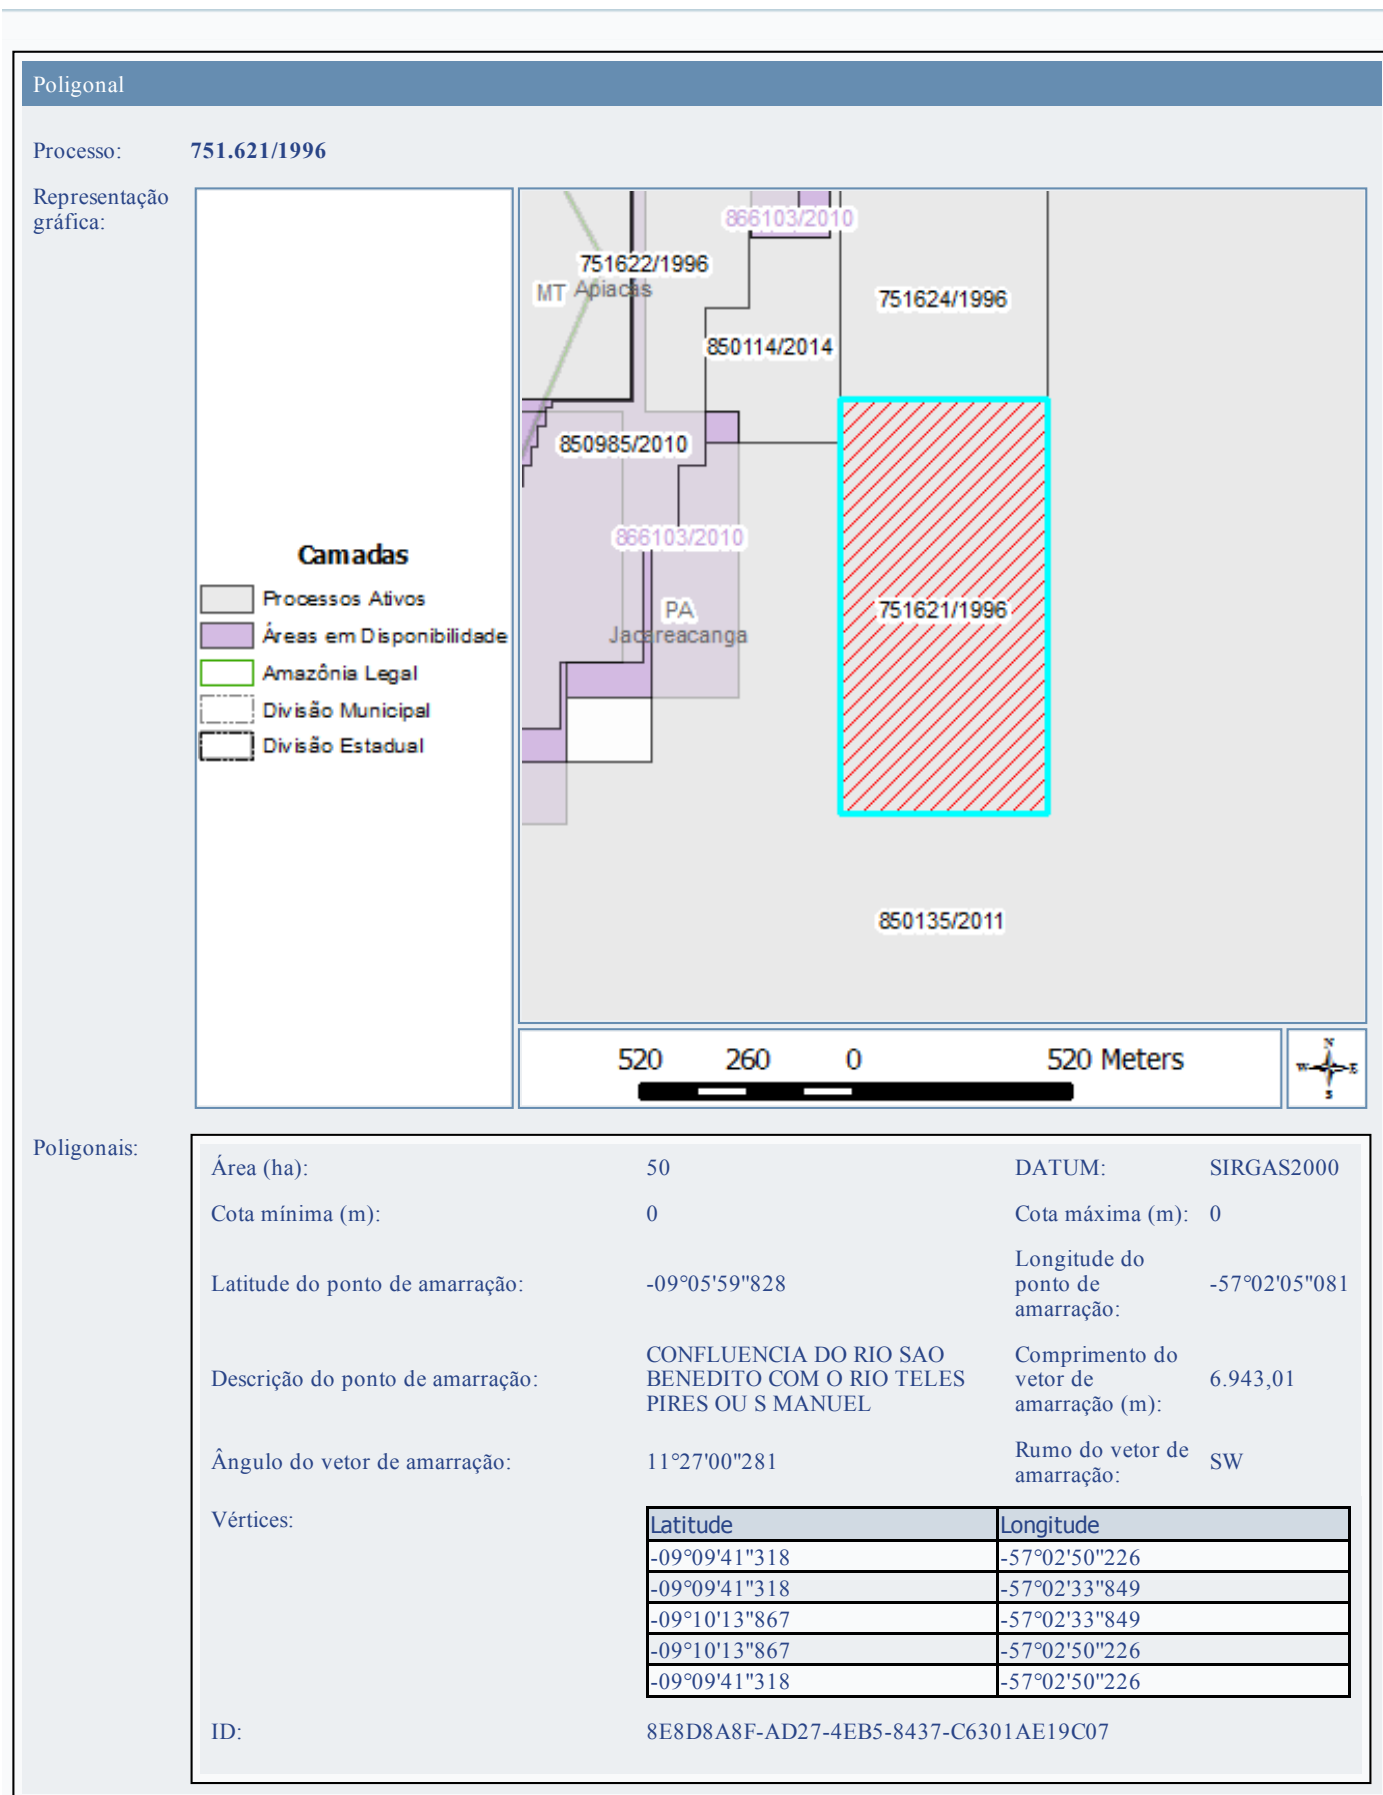 Poligonal
Processo: 751.621/1996
Representação
gráfica:
Camadas
Processos Ativos
Áreas em Disponibilidade
Amazônia Legal
Divisão Municipal
Divisão Estadual
866103/2010
751622/1996
MT Apiacás
751624/1996
850114/2014
850985/2010
866103/2010
PA
Jacareacanga
751621/1996
850135/2011
520 260 0 520 Meters
N
W E
S
Poligonais:
Área (ha): 50 DATUM: SIRGAS2000
Cota mínima (m): 0 Cota máxima (m): 0
Latitude do ponto de amarração: -09°05'59"828
Longitude do
ponto de
amarração:
-57°02'05"081
Descrição do ponto de amarração:
CONFLUENCIA DO RIO SAO
BENEDITO COM O RIO TELES
PIRES OU S MANUEL
Comprimento do
vetor de
amarração (m):
6.943,01
Ângulo do vetor de amarração: 11°27'00"281
Rumo do vetor de
amarração:
SW
Vértices:
Latitude Longitude
-09°09'41"318 -57°02'50"226
-09°09'41"318 -57°02'33"849
-09°10'13"867 -57°02'33"849
-09°10'13"867 -57°02'50"226
-09°09'41"318 -57°02'50"226
ID: 8E8D8A8F-AD27-4EB5-8437-C6301AE19C07